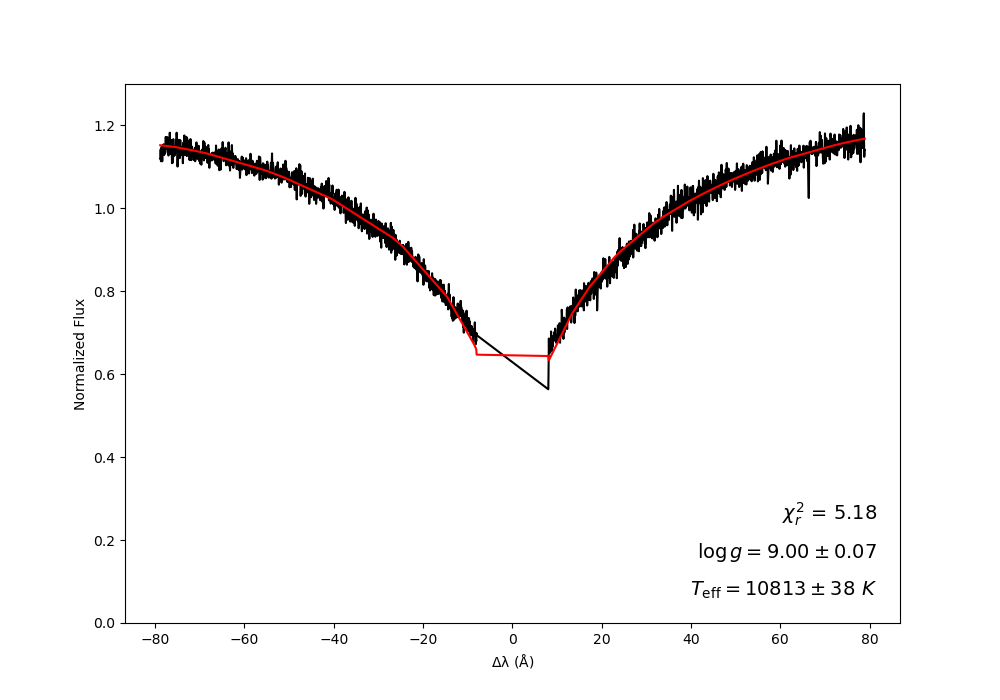 1.2
1.0
0.8
0.6
0.4
0.2
0.0
Normalized Flux
χ²ᵣ = 5.18
log g = 9.00 ± 0.07
T_eff = 10813 ± 38 K
−80 −60 −40 −20 0 20 40 60 80
Δλ (Å)